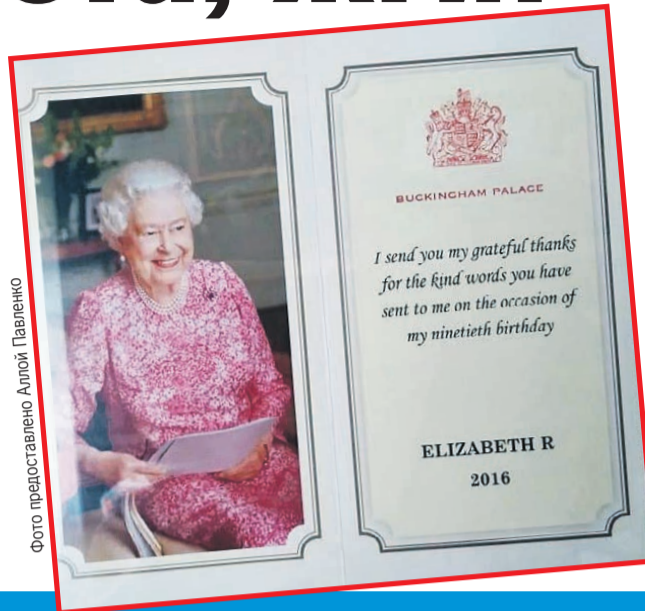 Фото предоставлено Аллой Павленко
BUCKINGHAM PALACE
I send you my grateful thanks
for the kind words you have
sent to me on the occasion of
my ninetieth birthday
ELIZABETH R
2016